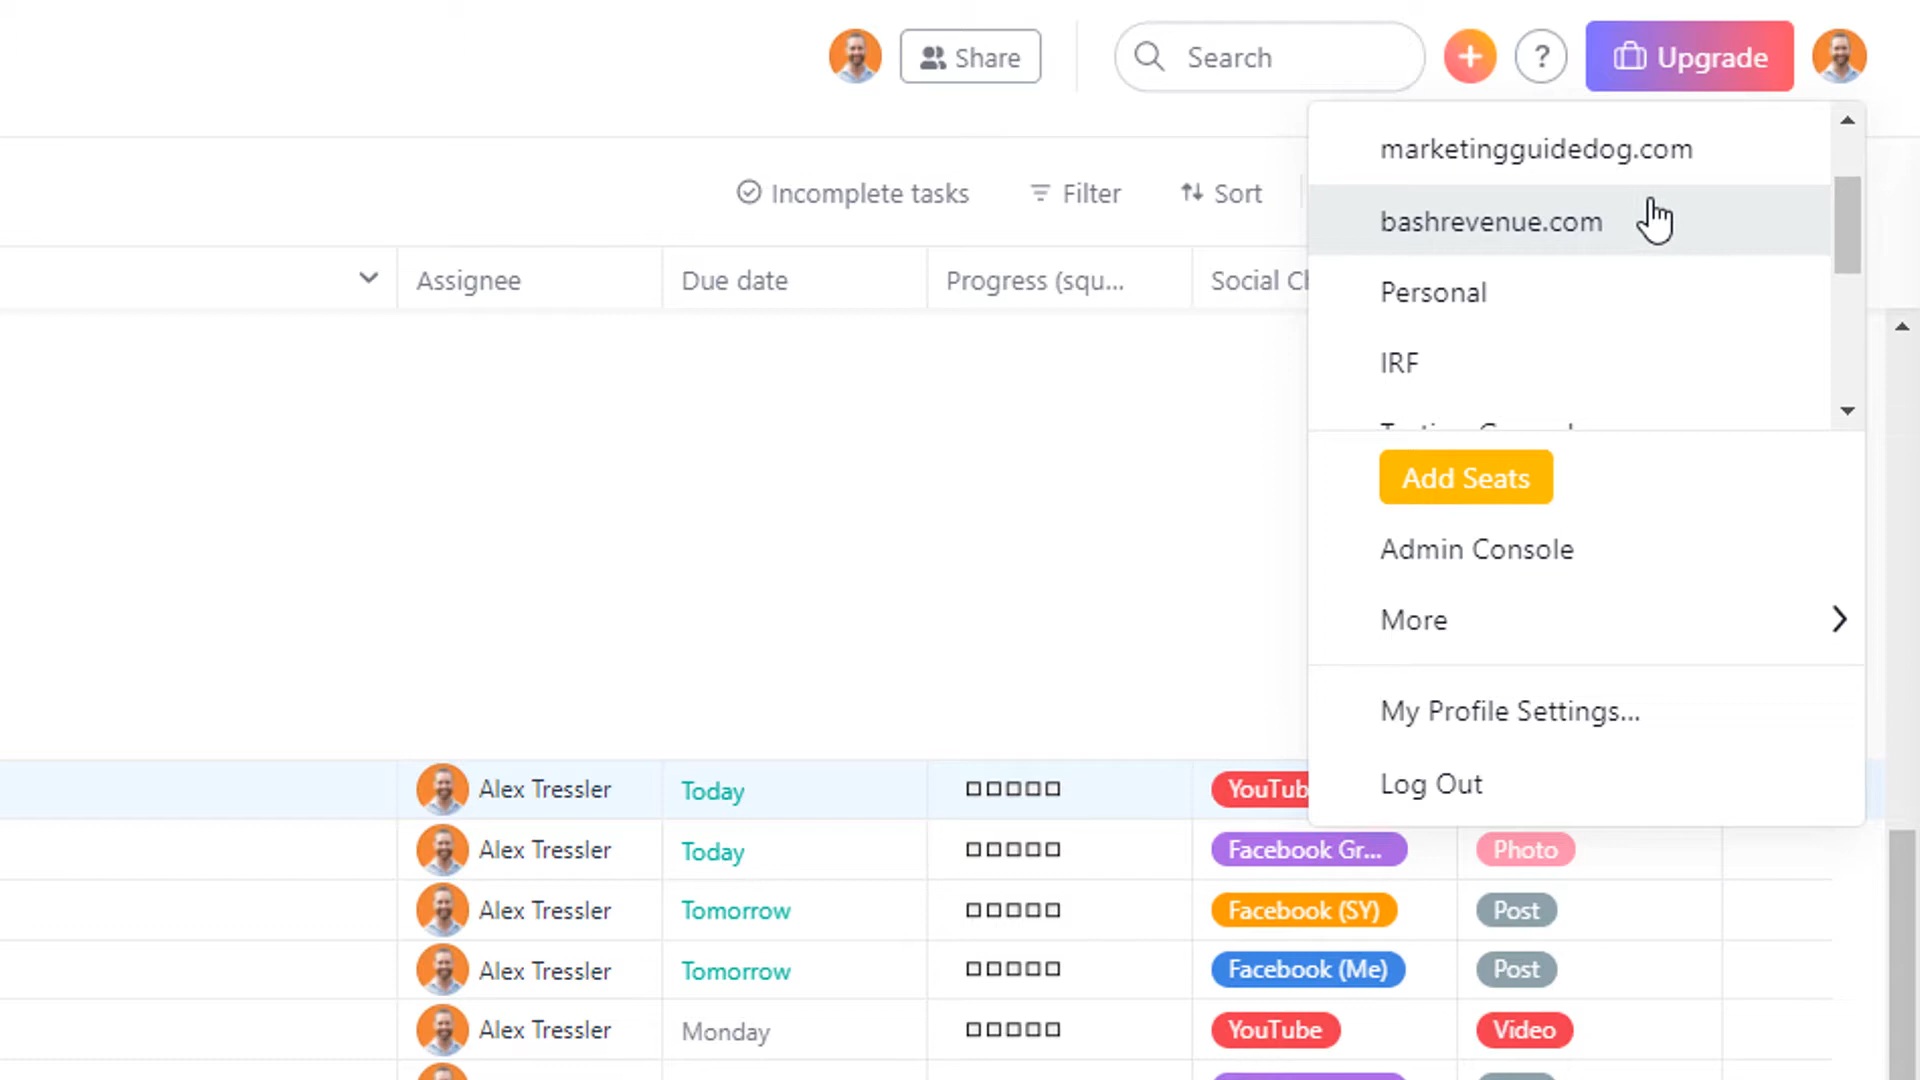 Share
Search
?
Upgrade
marketingguidedog.com
bashrevenue.com
Personal
IRF
Add Seats
Admin Console
More
My Profile Settings...
Log Out
Incomplete tasks
Filter
Sort
Assignee
Due date
Progress (squ...
Social Ch
Alex Tressler Today YouTub
Alex Tressler Today Facebook Gr... Photo
Alex Tressler Tomorrow Facebook (SY) Post
Alex Tressler Tomorrow Facebook (Me) Post
Alex Tressler Monday YouTube Video